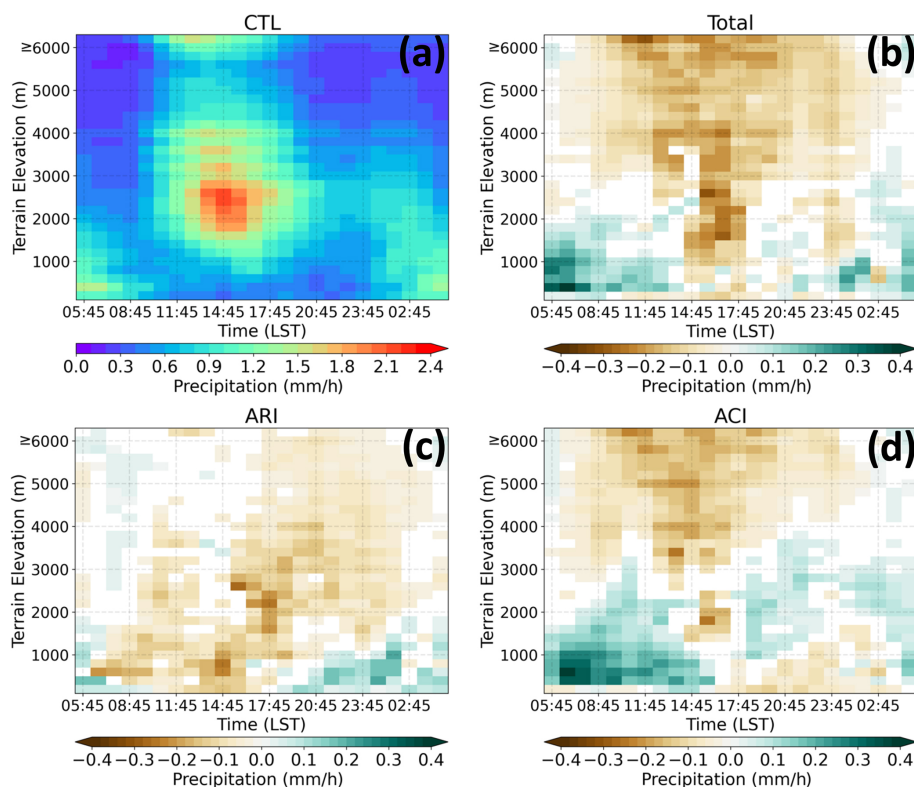 CTL
(a)
Terrain Elevation (m)
≥6000
5000
4000
3000
2000
1000
05:45 08:45 11:45 14:45 17:45 20:45 23:45 02:45
Time (LST)
0.0 0.3 0.6 0.9 1.2 1.5 1.8 2.1 2.4
Precipitation (mm/h)
Total
(b)
Terrain Elevation (m)
≥6000
5000
4000
3000
2000
1000
05:45 08:45 11:45 14:45 17:45 20:45 23:45 02:45
Time (LST)
−0.4 −0.3 −0.2 −0.1 0.0 0.1 0.2 0.3 0.4
Precipitation (mm/h)
ARI
(c)
Terrain Elevation (m)
≥6000
5000
4000
3000
2000
1000
05:45 08:45 11:45 14:45 17:45 20:45 23:45 02:45
Time (LST)
−0.4 −0.3 −0.2 −0.1 0.0 0.1 0.2 0.3 0.4
Precipitation (mm/h)
ACI
(d)
Terrain Elevation (m)
≥6000
5000
4000
3000
2000
1000
05:45 08:45 11:45 14:45 17:45 20:45 23:45 02:45
Time (LST)
−0.4 −0.3 −0.2 −0.1 0.0 0.1 0.2 0.3 0.4
Precipitation (mm/h)